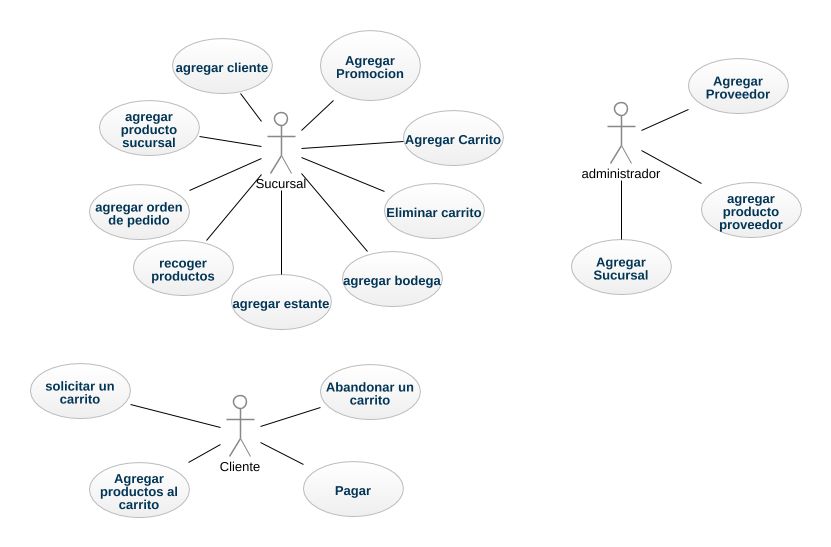 agregar cliente
Agregar
Promocion
agregar
producto
sucursal
Agregar Carrito
Sucursal
agregar orden
de pedido
Eliminar carrito
recoger
productos
agregar bodega
agregar estante
Agregar
Proveedor
administrador
agregar
producto
proveedor
Agregar
Sucursal
solicitar un
carrito
Abandonar un
carrito
Cliente
Agregar
productos al
carrito
Pagar